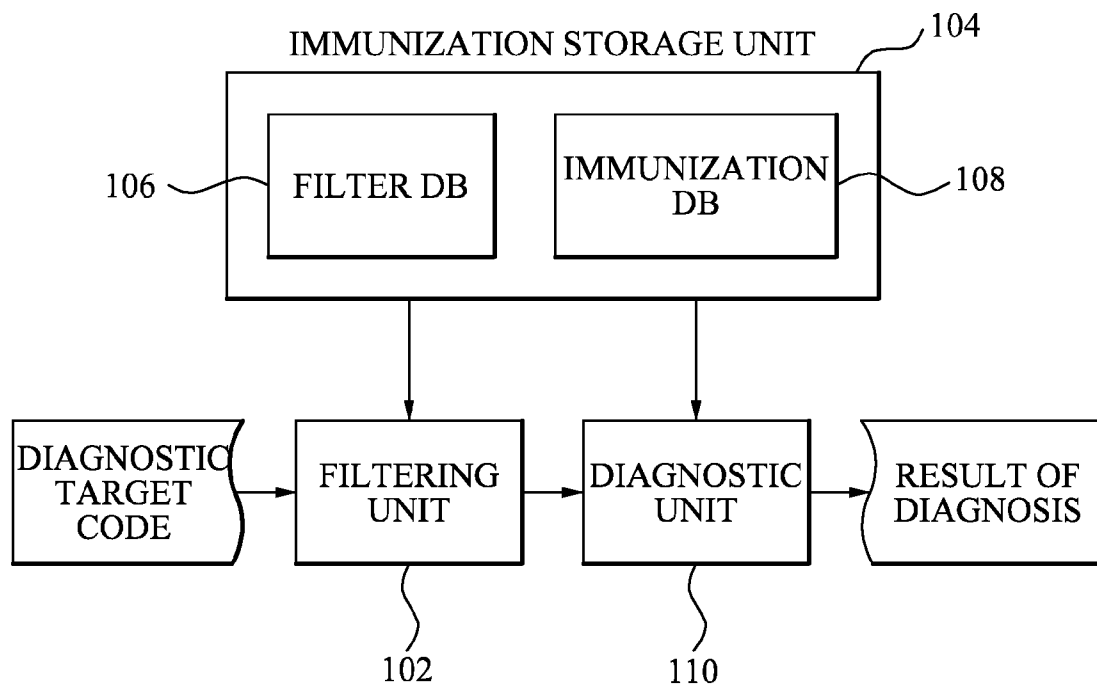 IMMUNIZATION STORAGE UNIT
104
106
FILTER DB
IMMUNIZATION
DB
108
DIAGNOSTIC
TARGET
CODE
FILTERING
UNIT
DIAGNOSTIC
UNIT
RESULT OF
DIAGNOSIS
102
110